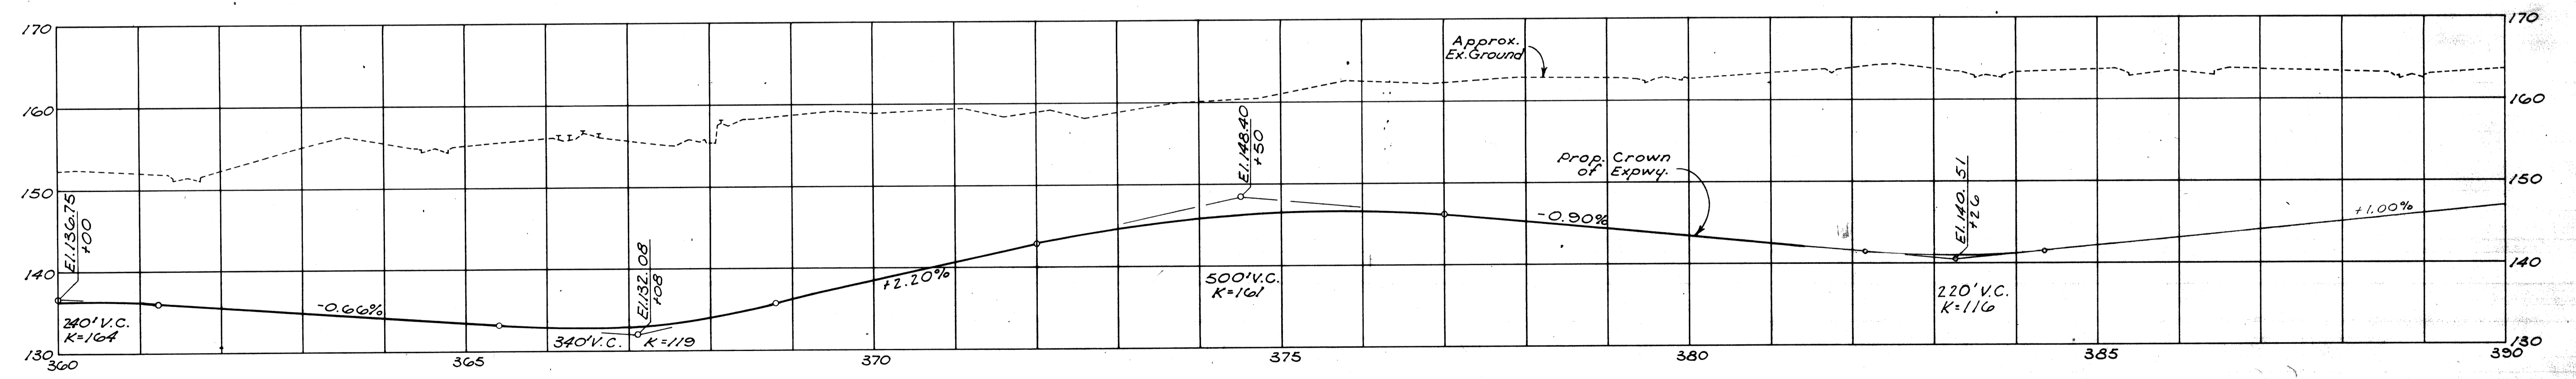 170
160
150
140
130
El.136.75
+00
240'V.C.
K=164
-0.66%
340'V.C.
El.132.08
+08
K=119
+2.20%
El.148.40
+50
500'V.C.
K=161
Approx.
Ex.Ground
Prop. Crown
of Expwy.
-0.90%
El.140.51
+26
220'V.C.
K=116
+1.00%
170
160
150
140
130
360
365
370
375
380
385
390